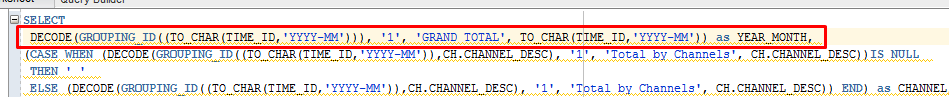 Query Builder
SELECT
DECODE(GROUPING_ID((TO_CHAR(TIME_ID,'YYYY-MM'))), '1', 'GRAND TOTAL', TO_CHAR(TIME_ID,'YYYY-MM')) as YEAR_MONTH,
(CASE WHEN (DECODE(GROUPING_ID((TO_CHAR(TIME_ID,'YYYY-MM')),CH.CHANNEL_DESC), '1', 'Total by Channels', CH.CHANNEL_DESC))IS NULL
THEN ' '
ELSE (DECODE(GROUPING_ID((TO_CHAR(TIME_ID,'YYYY-MM')),CH.CHANNEL_DESC), '1', 'Total by Channels', CH.CHANNEL_DESC)) END) as CHANNEL